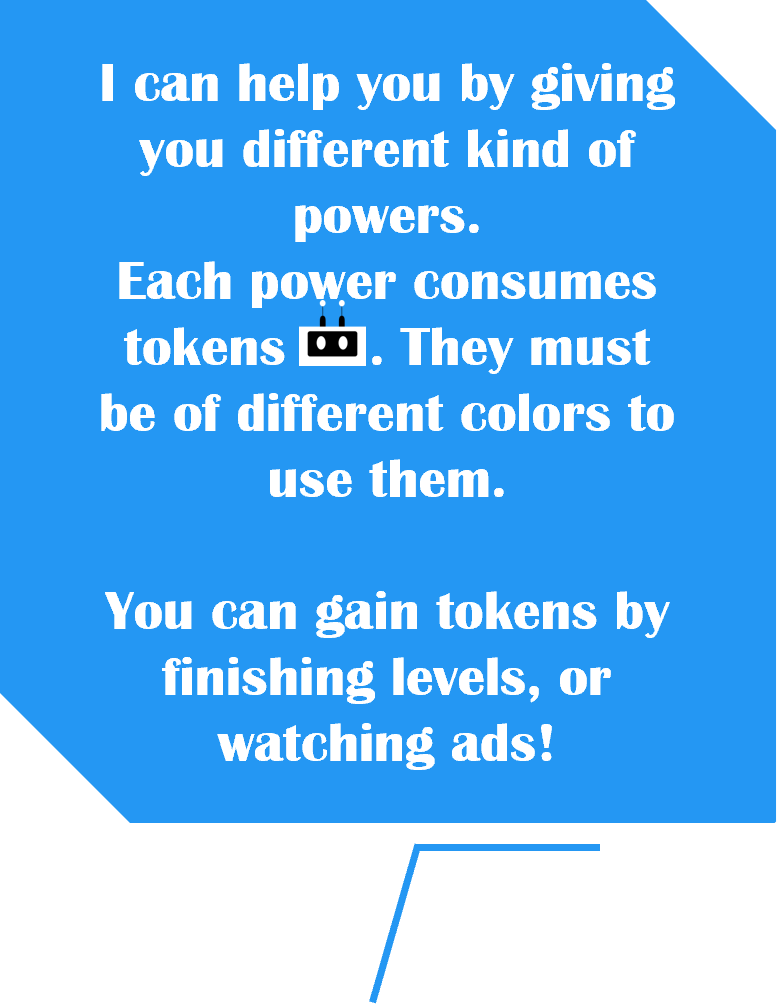 I can help you by giving
you different kind of
powers.
Each power consumes
tokens . They must
be of different colors to
use them.
You can gain tokens by
finishing levels, or
watching ads!